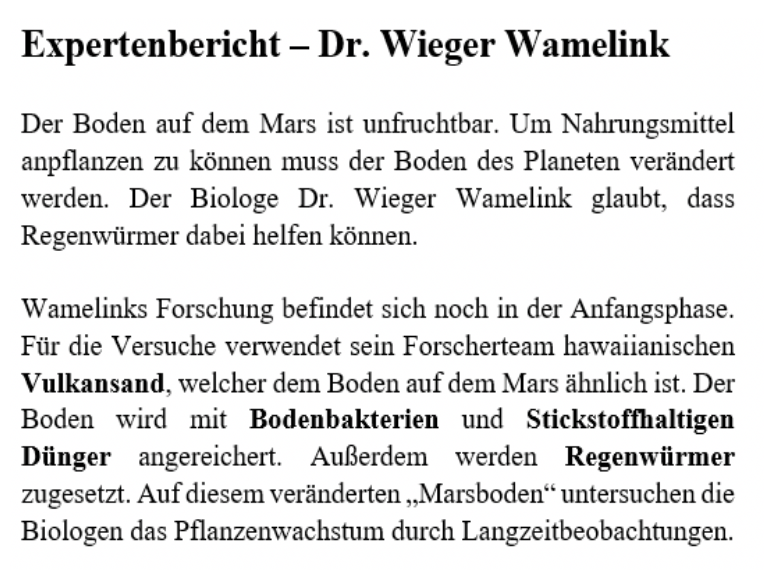 Expertenbericht – Dr. Wieger Wamelink
Der Boden auf dem Mars ist unfruchtbar. Um Nahrungsmittel
anpflanzen zu können muss der Boden des Planeten verändert
werden. Der Biologe Dr. Wieger Wamelink glaubt, dass
Regenwürmer dabei helfen können.
Wamelinks Forschung befindet sich noch in der Anfangsphase.
Für die Versuche verwendet sein Forscherteam hawaiianischen
Vulkansand, welcher dem Boden auf dem Mars ähnlich ist. Der
Boden wird mit Bodenbakterien und Stickstoffhaltigen
Dünger angereichert. Außerdem werden Regenwürmer
zugesetzt. Auf diesem veränderten „Marsboden“ untersuchen die
Biologen das Pflanzenwachstum durch Langzeitbeobachtungen.